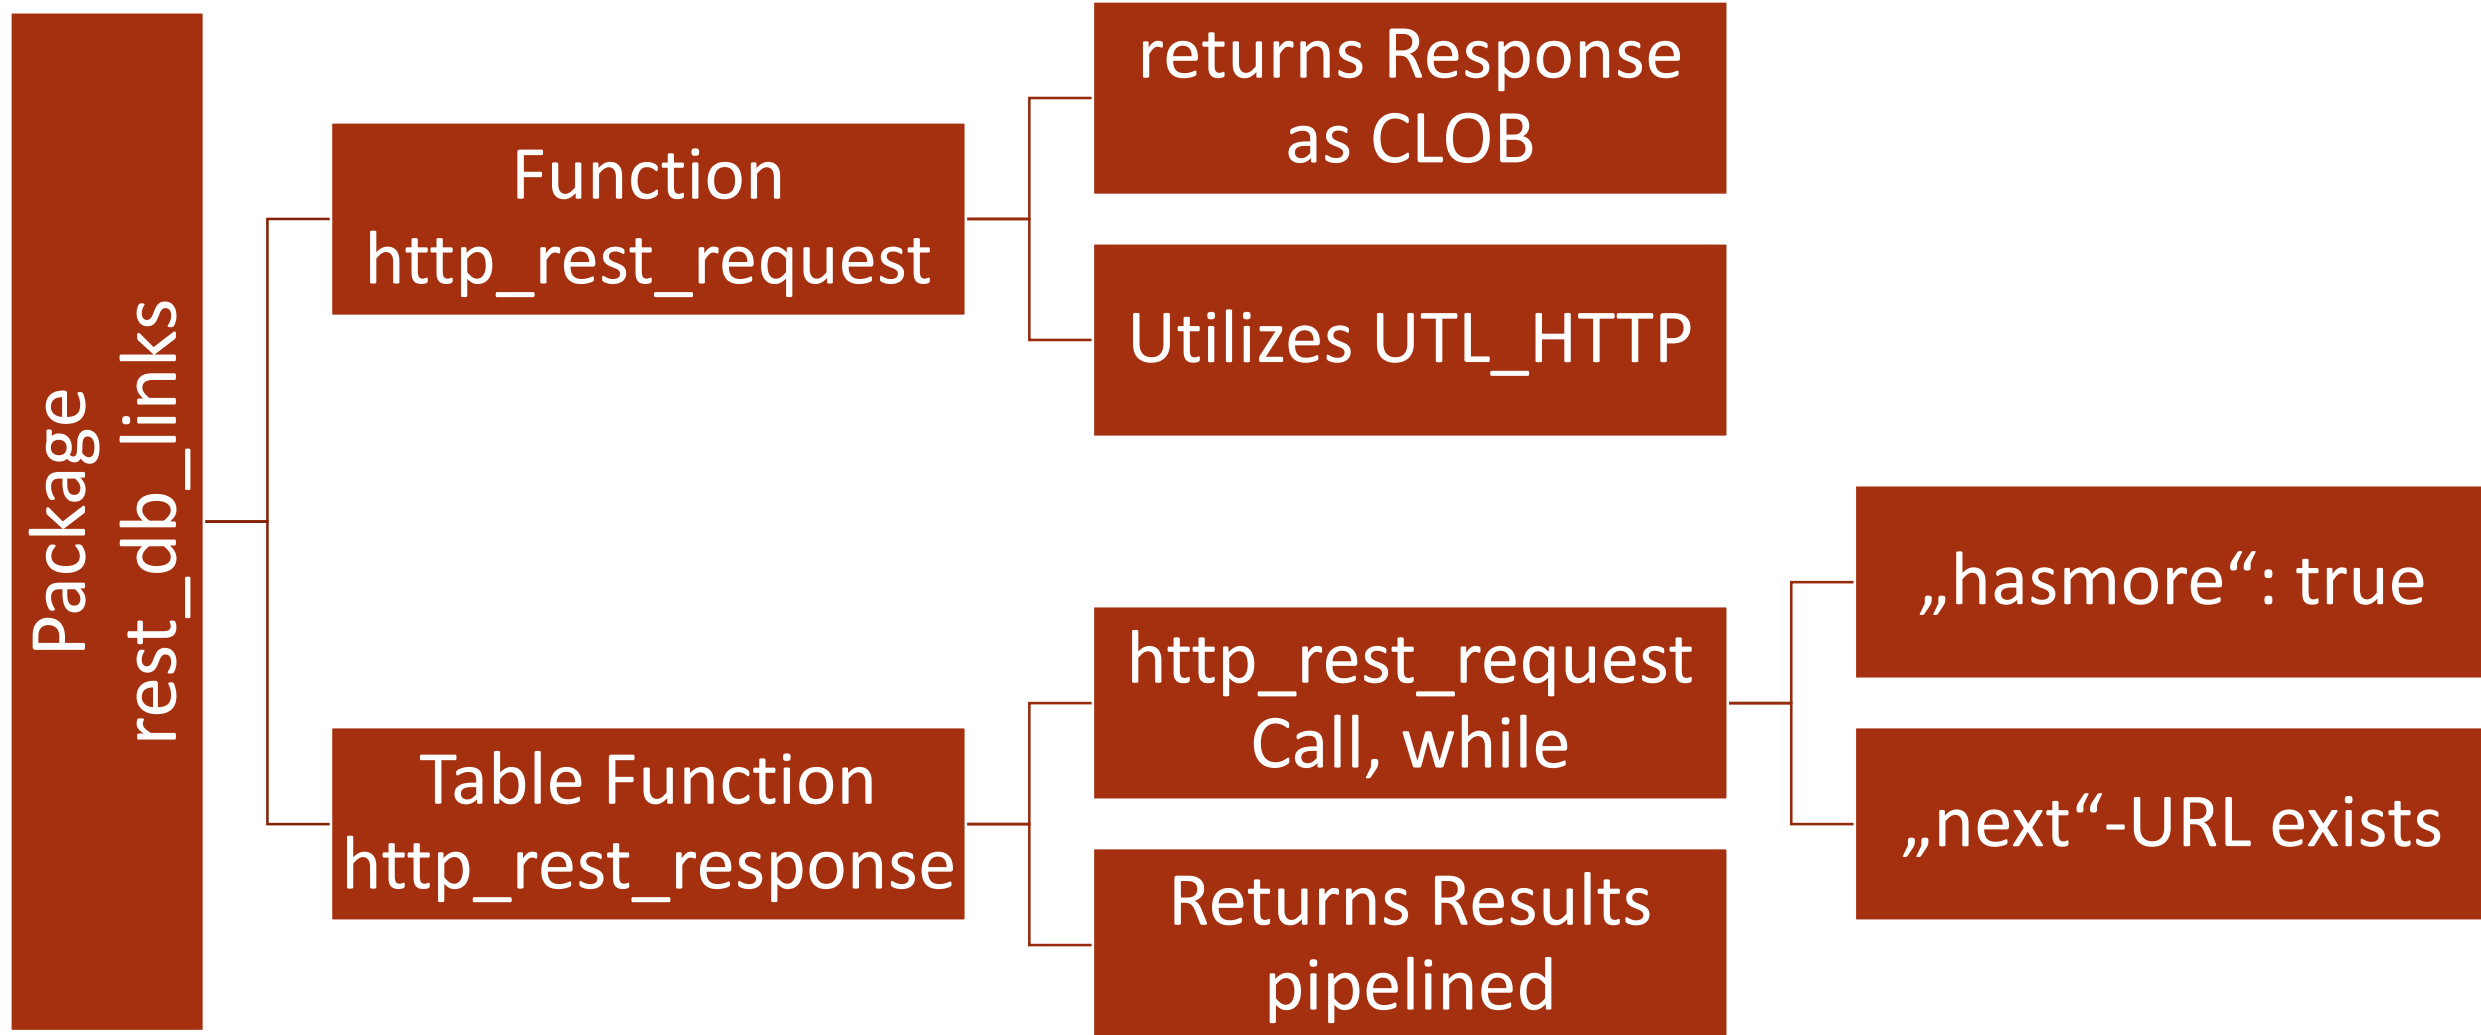 Package
rest_db_links
Function
http_rest_request
returns Response
as CLOB
Utilizes UTL_HTTP
Table Function
http_rest_response
http_rest_request
Call, while
„hasmore“: true
„next“-URL exists
Returns Results
pipelined